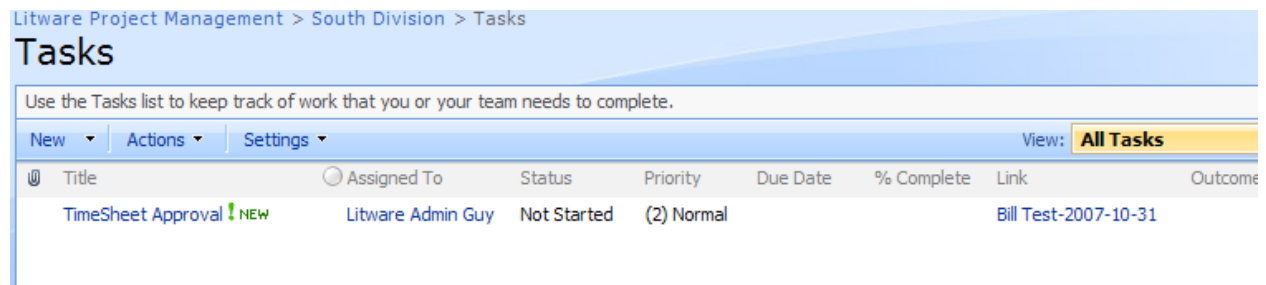 Litware Project Management > South Division > Tasks
Tasks
Use the Tasks list to keep track of work that you or your team needs to complete.
New Actions Settings View: All Tasks
Title Assigned To Status Priority Due Date % Complete Link Outcome
TimeSheet Approval ! NEW Litware Admin Guy Not Started (2) Normal Bill Test-2007-10-31